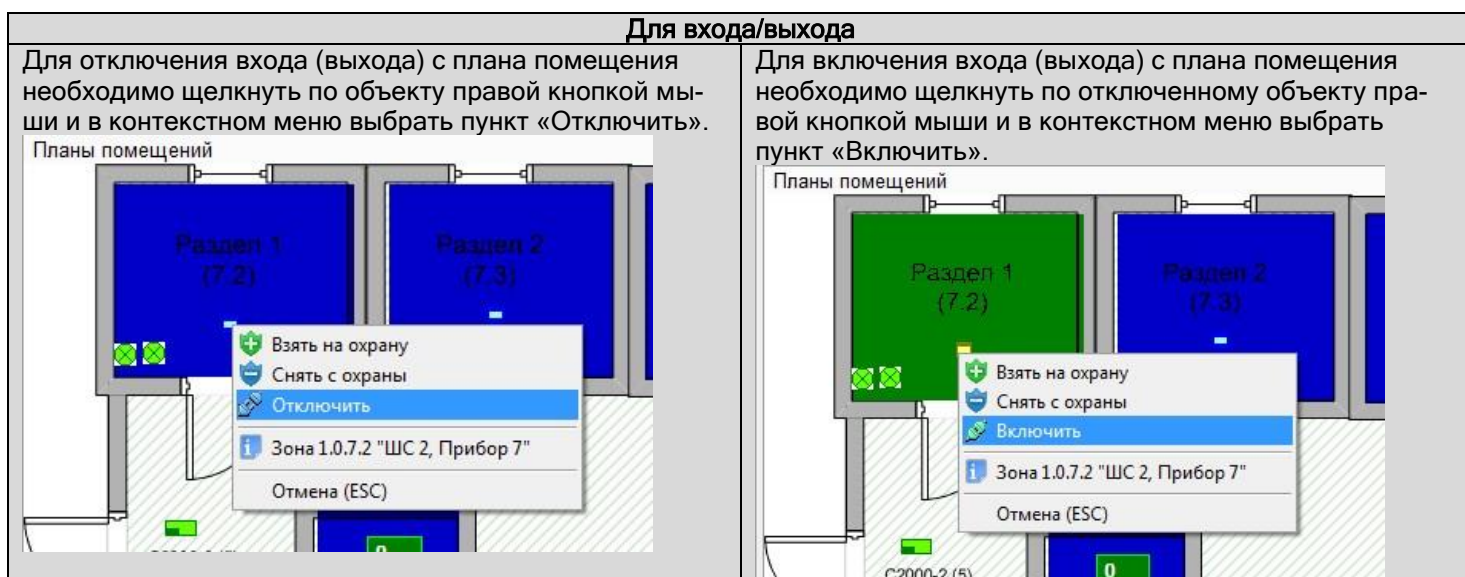 Для входа/выхода
Для отключения входа (выхода) с плана помещения
необходимо щелкнуть по объекту правой кнопкой мы-
ши и в контекстном меню выбрать пункт «Отключить».
Планы помещений
Раздел 1
(7.2)
Раздел 2
(7.3)
Взять на охрану
Снять с охраны
Отключить
Зона 1.0.7.2 "ШС 2, Прибор 7"
Отмена (ESC)
0
Для включения входа (выхода) с плана помещения
необходимо щелкнуть по отключенному объекту пра-
вой кнопкой мыши и в контекстном меню выбрать
пункт «Включить».
Планы помещений
Раздел 1
(7.2)
Раздел 2
(7.3)
Взять на охрану
Снять с охраны
Включить
Зона 1.0.7.2 "ШС 2, Прибор 7"
Отмена (ESC)
С2000-2 (5)
0